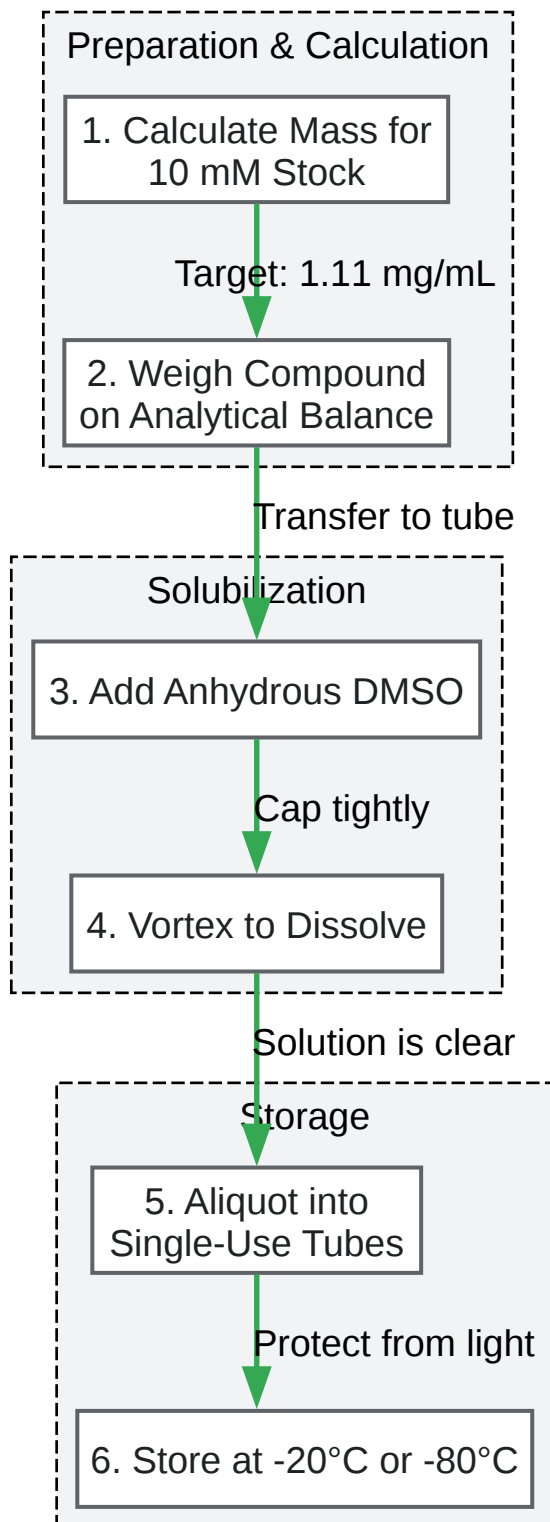 Preparation & Calculation
1. Calculate Mass for
10 mM Stock
Target: 1.11 mg/mL
2. Weigh Compound
on Analytical Balance
Transfer to tube
Solubilization
3. Add Anhydrous DMSO
Cap tightly
4. Vortex to Dissolve
Solution is clear
Storage
5. Aliquot into
Single-Use Tubes
Protect from light
6. Store at -20°C or -80°C